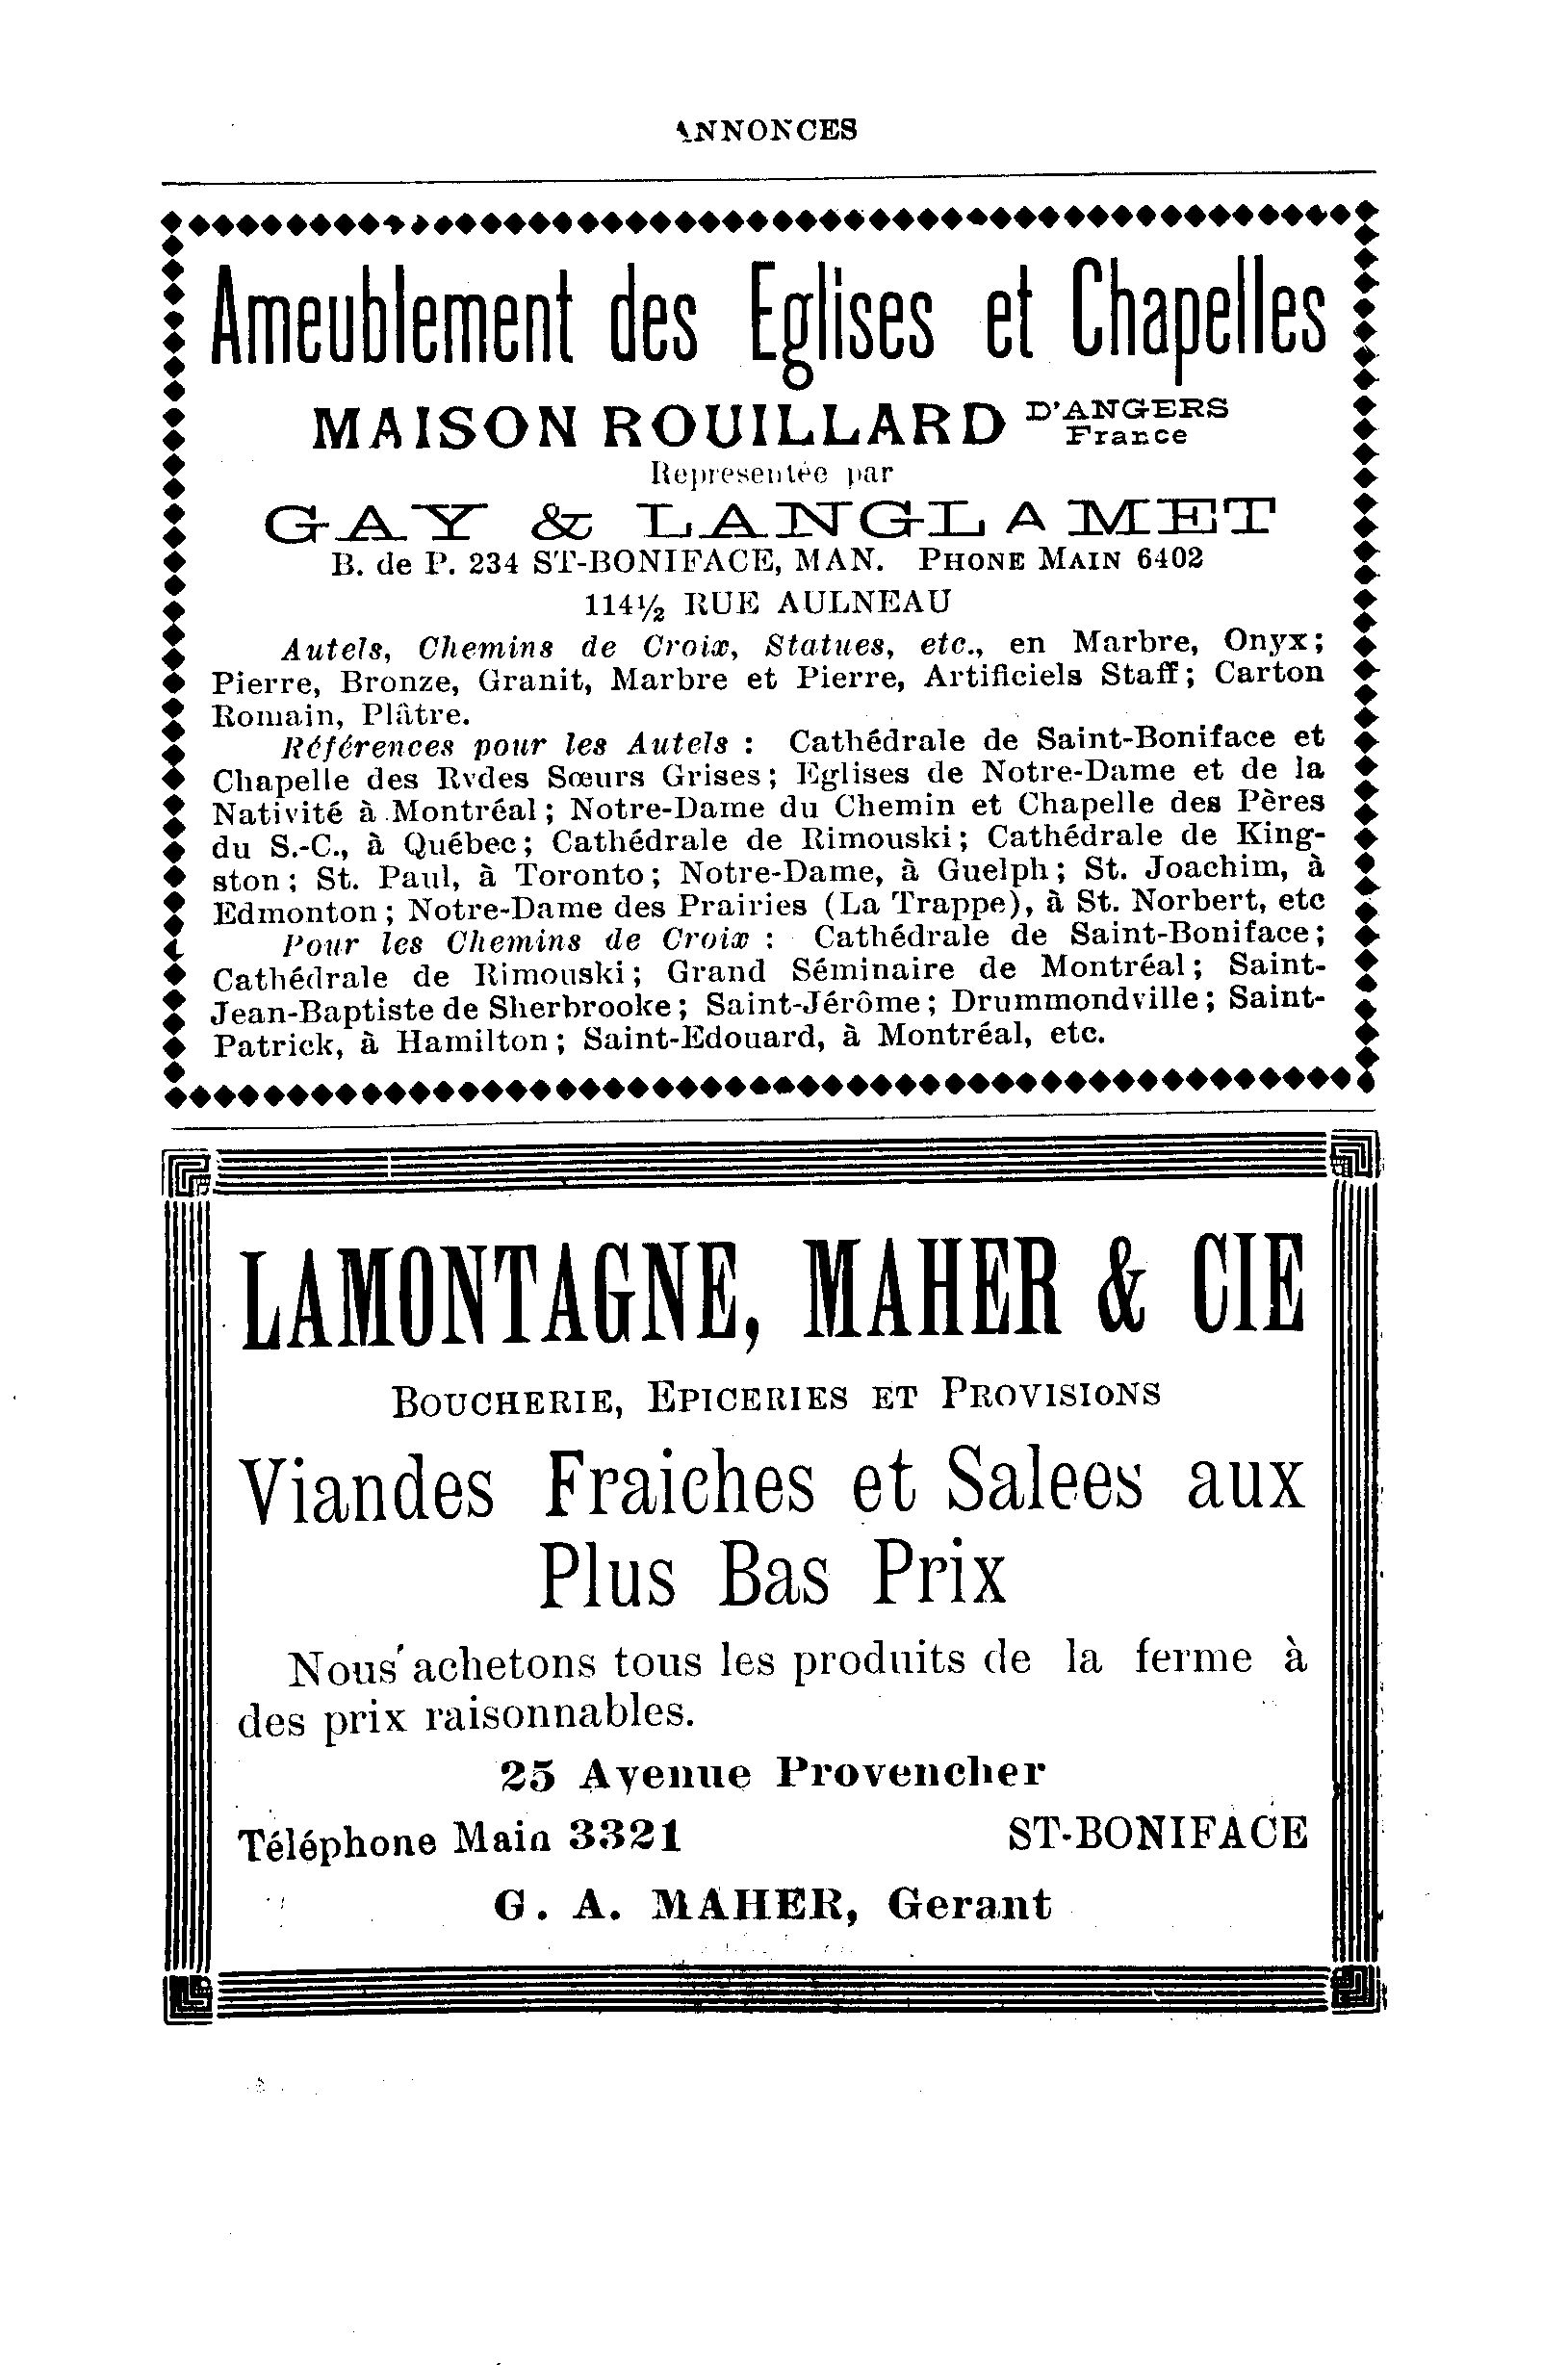 ANNONCES
Ameublement des Eglises et Chapelles
MAISON ROUILLARD D'ANGERS
France
Representée par
GAY & LANGLAMET
B. de P. 234 ST-BONIFACE, MAN. PHONE MAIN 6402
114½ RUE AULNEAU
Autels, Chemins de Croix, Statues, etc., en Marbre, Onyx;
Pierre, Bronze, Granit, Marbre et Pierre, Artificiels Staff; Carton
Romain, Plâtre.
Références pour les Autels : Cathédrale de Saint-Boniface et
Chapelle des Rvdes Sœurs Grises; Eglises de Notre-Dame et de la
Nativité à Montréal; Notre-Dame du Chemin et Chapelle des Pères
du S.-C., à Québec; Cathédrale de Rimouski; Cathédrale de King-
ston; St. Paul, à Toronto; Notre-Dame, à Guelph; St. Joachim, à
Edmonton; Notre-Dame des Prairies (La Trappe), à St. Norbert, etc
Pour les Chemins de Croix : Cathédrale de Saint-Boniface;
Cathédrale de Rimouski; Grand Séminaire de Montréal; Saint-
Jean-Baptiste de Sherbrooke; Saint-Jérôme; Drummondville; Saint-
Patrick, à Hamilton; Saint-Edouard, à Montréal, etc.
LAMONTAGNE, MAHER & CIE
BOUCHERIE, EPICERIES ET PROVISIONS
Viandes Fraiches et Salees aux
Plus Bas Prix
Nous achetons tous les produits de la ferme à
des prix raisonnables.
25 Avenue Provencher
Téléphone Main 3321 ST-BONIFACE
G. A. MAHER, Gerant